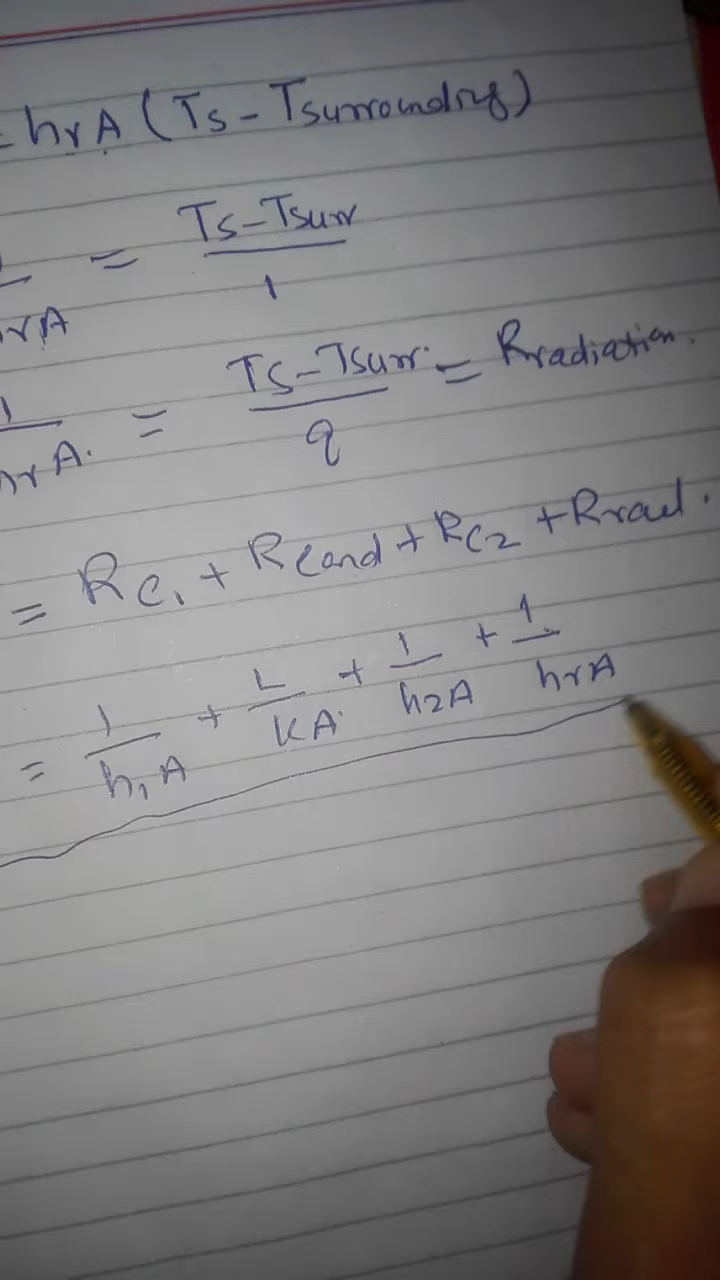 = hrA (Ts - Tsurrounding)
= Ts-Tsurr / 1
rA
1 / hrA. = Ts-Tsurr. / q = Rradiation.
= Rc1 + Rcond + Rc2 + Rrad.
= 1 / h1A + L / KA + 1 / h2A + 1 / hrA